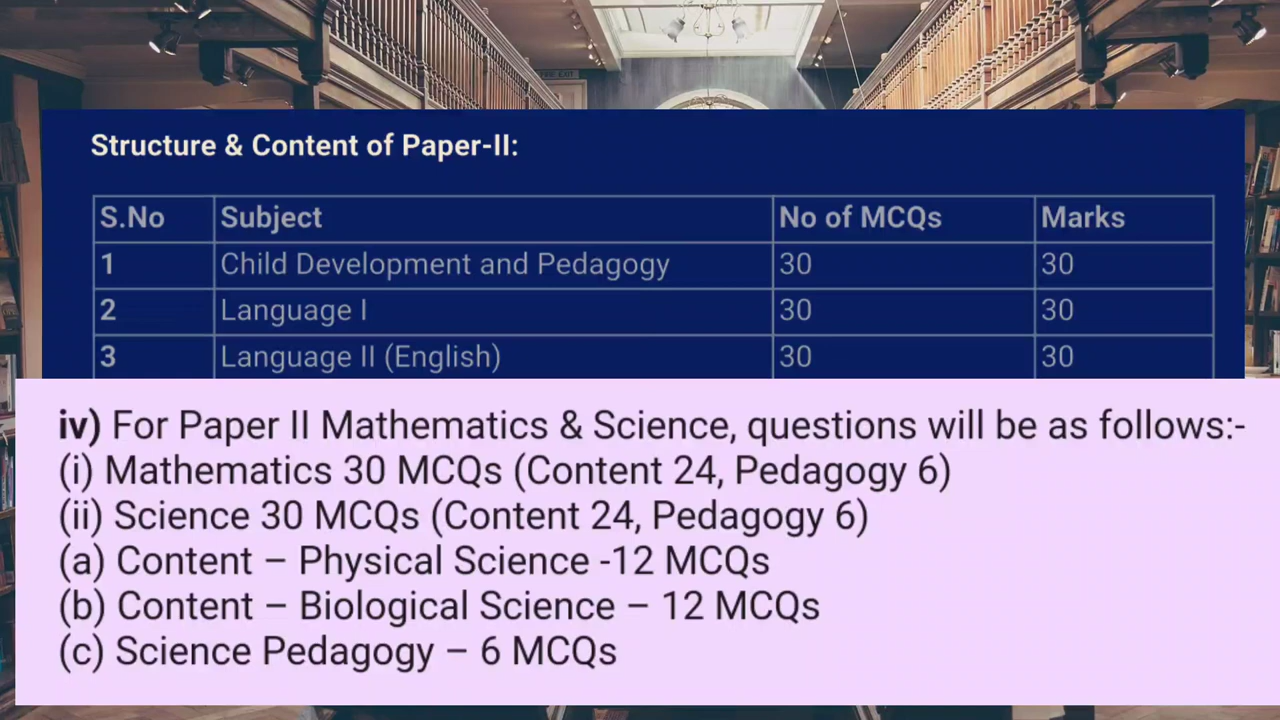 Structure & Content of Paper-II:
S.No Subject No of MCQs Marks
1 Child Development and Pedagogy 30 30
2 Language I 30 30
3 Language II (English) 30 30
iv) For Paper II Mathematics & Science, questions will be as follows:-
(i) Mathematics 30 MCQs (Content 24, Pedagogy 6)
(ii) Science 30 MCQs (Content 24, Pedagogy 6)
(a) Content – Physical Science -12 MCQs
(b) Content – Biological Science – 12 MCQs
(c) Science Pedagogy – 6 MCQs